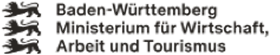 Baden-Württemberg
Ministerium für Wirtschaft,
Arbeit und Tourismus